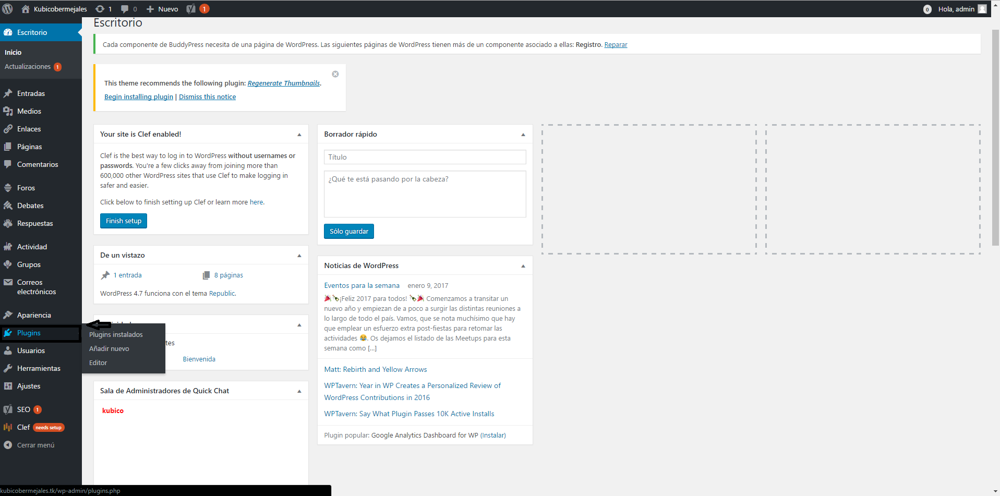 Kubicobermejales 1 0 Nuevo 1 0 Hola, admin
Escritorio
Inicio
Actualizaciones 1
Entradas
Medios
Enlaces
Páginas
Comentarios
Foros
Debates
Respuestas
Actividad
Grupos
Correos
electrónicos
Apariencia
Plugins
Plugins instalados
Añadir nuevo
Editor
Usuarios
Herramientas
Ajustes
SEO 1
Clef needs setup
Cerrar menú
Escritorio
Cada componente de BuddyPress necesita de una página de WordPress. Las siguientes páginas de WordPress tienen más de un componente asociado a ellas: Registro. Reparar
This theme recommends the following plugin: Regenerate Thumbnails.
Begin installing plugin | Dismiss this notice
Your site is Clef enabled!
Clef is the best way to log in to WordPress without usernames or
passwords. You're a few clicks away from joining more than
600,000 other WordPress sites that use Clef to make logging in
safer and easier.
Click below to finish setting up Clef or learn more here.
Finish setup
De un vistazo
1 entrada 8 páginas
WordPress 4.7 funciona con el tema Republic.
tes
Bienvenida
Sala de Administradores de Quick Chat
kubico
Borrador rápido
Título
¿Qué te está pasando por la cabeza?
Sólo guardar
Noticias de WordPress
Eventos para la semana enero 9, 2017
🎉🍾¡Feliz 2017 para todos! 🍾🎉 Comenzamos a transitar un
nuevo año y empiezan de a poco a surgir las distintas reuniones a
lo largo de todo el país. Vamos, que se nota muchísimo que hay
que emplear un esfuerzo extra post-fiestas para retomar las
actividades 😂. Os dejamos el listado de las Meetups para esta
semana como [...]
Matt: Rebirth and Yellow Arrows
WPTavern: Year in WP Creates a Personalized Review of
WordPress Contributions in 2016
WPTavern: Say What Plugin Passes 10K Active Installs
Plugin popular: Google Analytics Dashboard for WP (Instalar)
kubicobermejales.tk/wp-admin/plugins.php